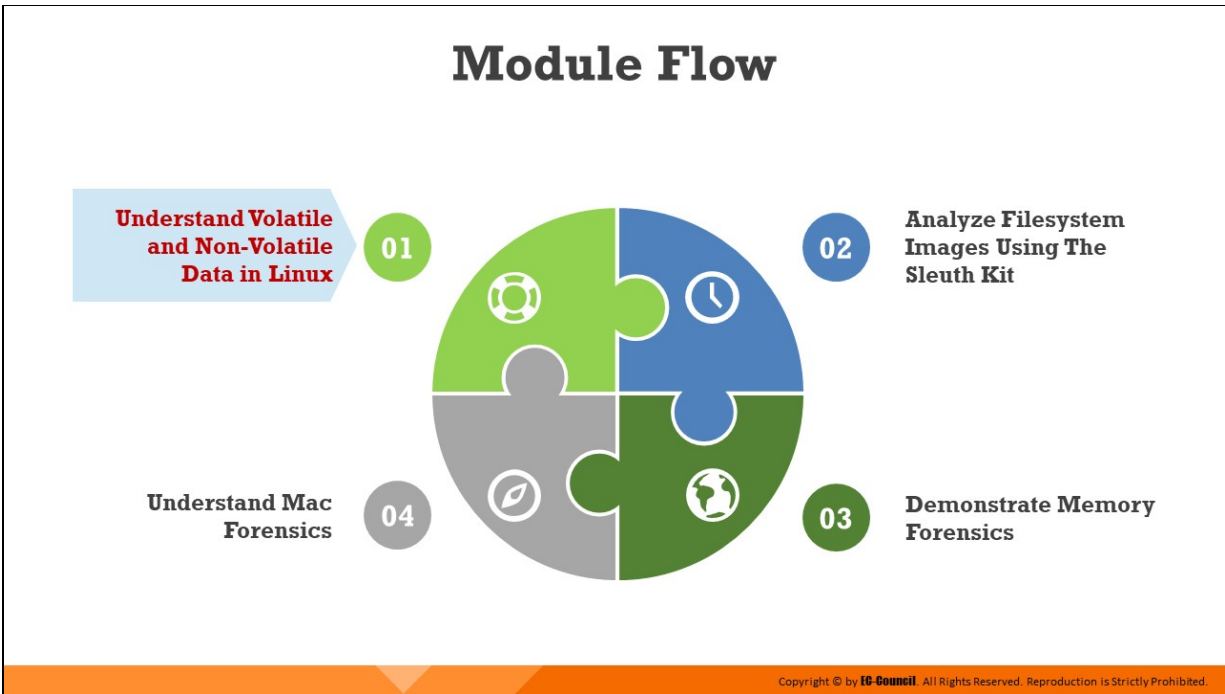 Module Flow
Understand Volatile
and Non-Volatile
Data in Linux
01
02
Analyze Filesystem
Images Using The
Sleuth Kit
Understand Mac
Forensics
04
03
Demonstrate Memory
Forensics
Copyright © by EC-Council. All Rights Reserved. Reproduction is Strictly Prohibited.